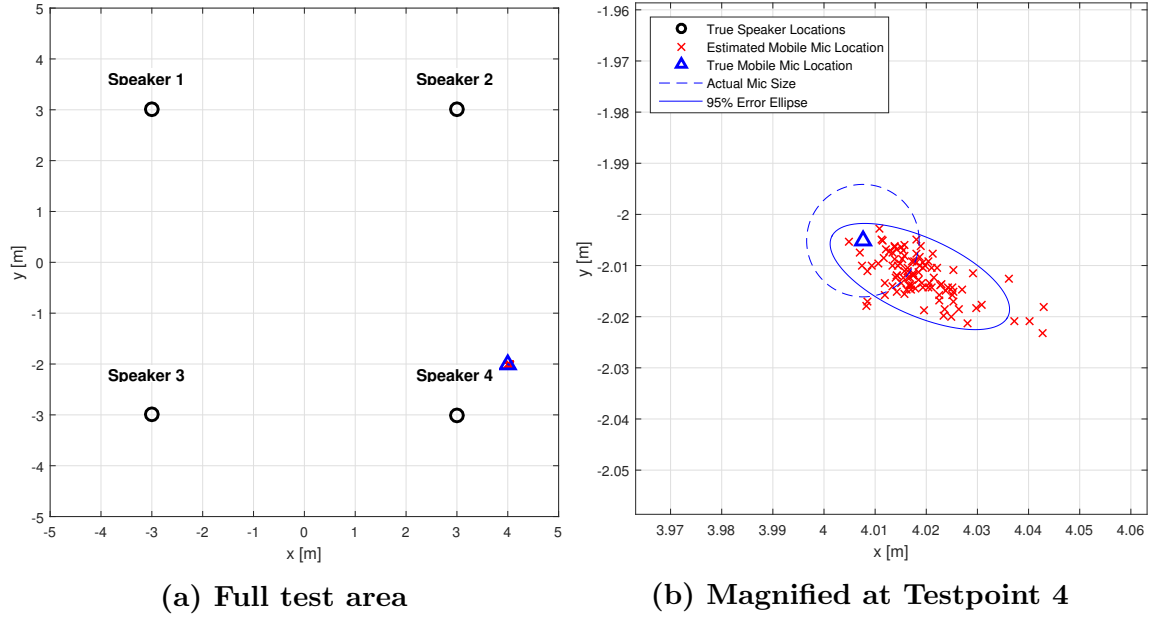 5
4
3
2
1
0
-1
-2
-3
-4
-5
y [m]
Speaker 1
Speaker 2
Speaker 3
Speaker 4
-5 -4 -3 -2 -1 0 1 2 3 4 5
x [m]
(a) Full test area
-1.96
-1.97
-1.98
-1.99
-2
-2.01
-2.02
-2.03
-2.04
-2.05
y [m]
True Speaker Locations
Estimated Mobile Mic Location
True Mobile Mic Location
Actual Mic Size
95% Error Ellipse
3.97 3.98 3.99 4 4.01 4.02 4.03 4.04 4.05 4.06
x [m]
(b) Magnified at Testpoint 4